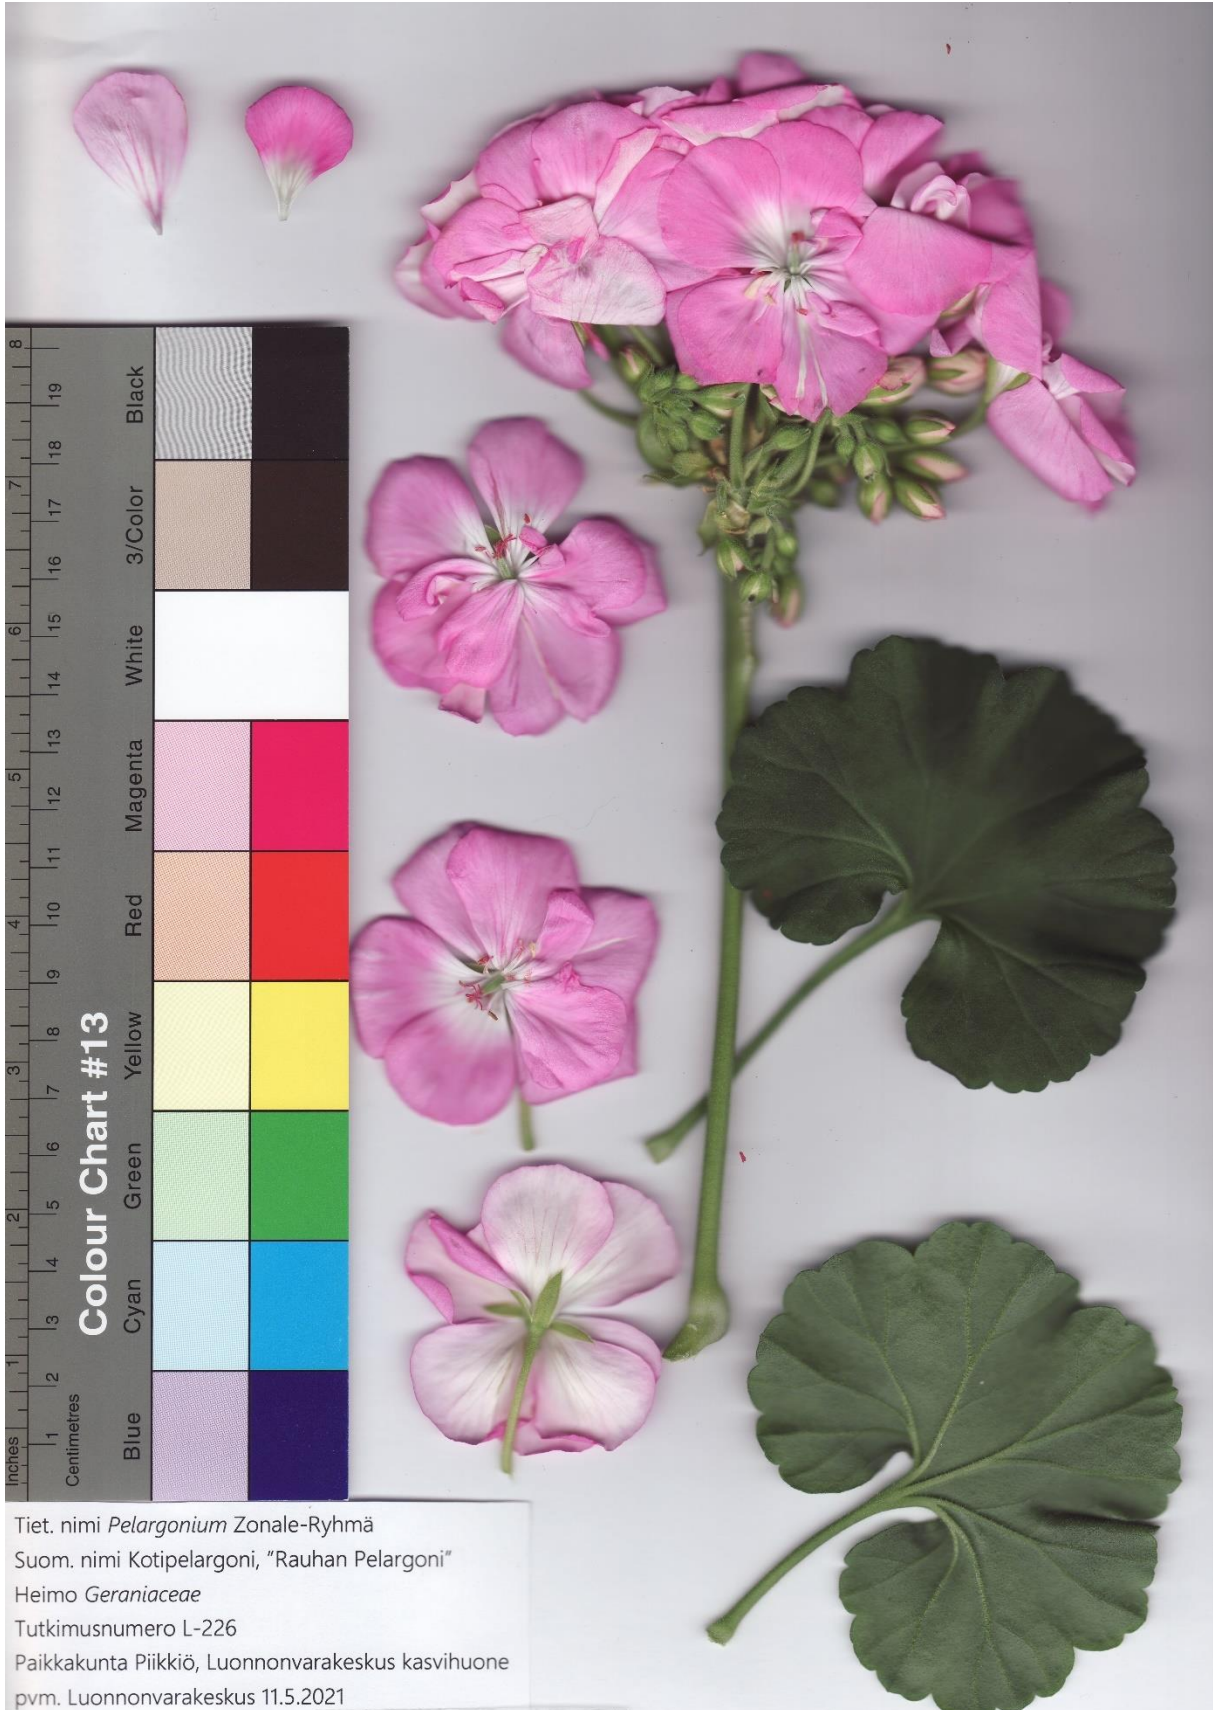 Black
3/Color
White
Magenta
Red
Yellow
Green
Cyan
Blue
Colour Chart #13
Centimetres
19
18
17
16
15
14
13
12
11
10
9
8
7
6
5
4
3
2
1
Inches
8
7
6
5
4
3
2
1
Tiet. nimi Pelargonium Zonale-Ryhmä
Suom. nimi Kotipelargoni, "Rauhan Pelargoni"
Heimo Geraniaceae
Tutkimusnumero L-226
Paikkakunta Piikkiö, Luonnonvarakeskus kasvihuone
pvm. Luonnonvarakeskus 11.5.2021